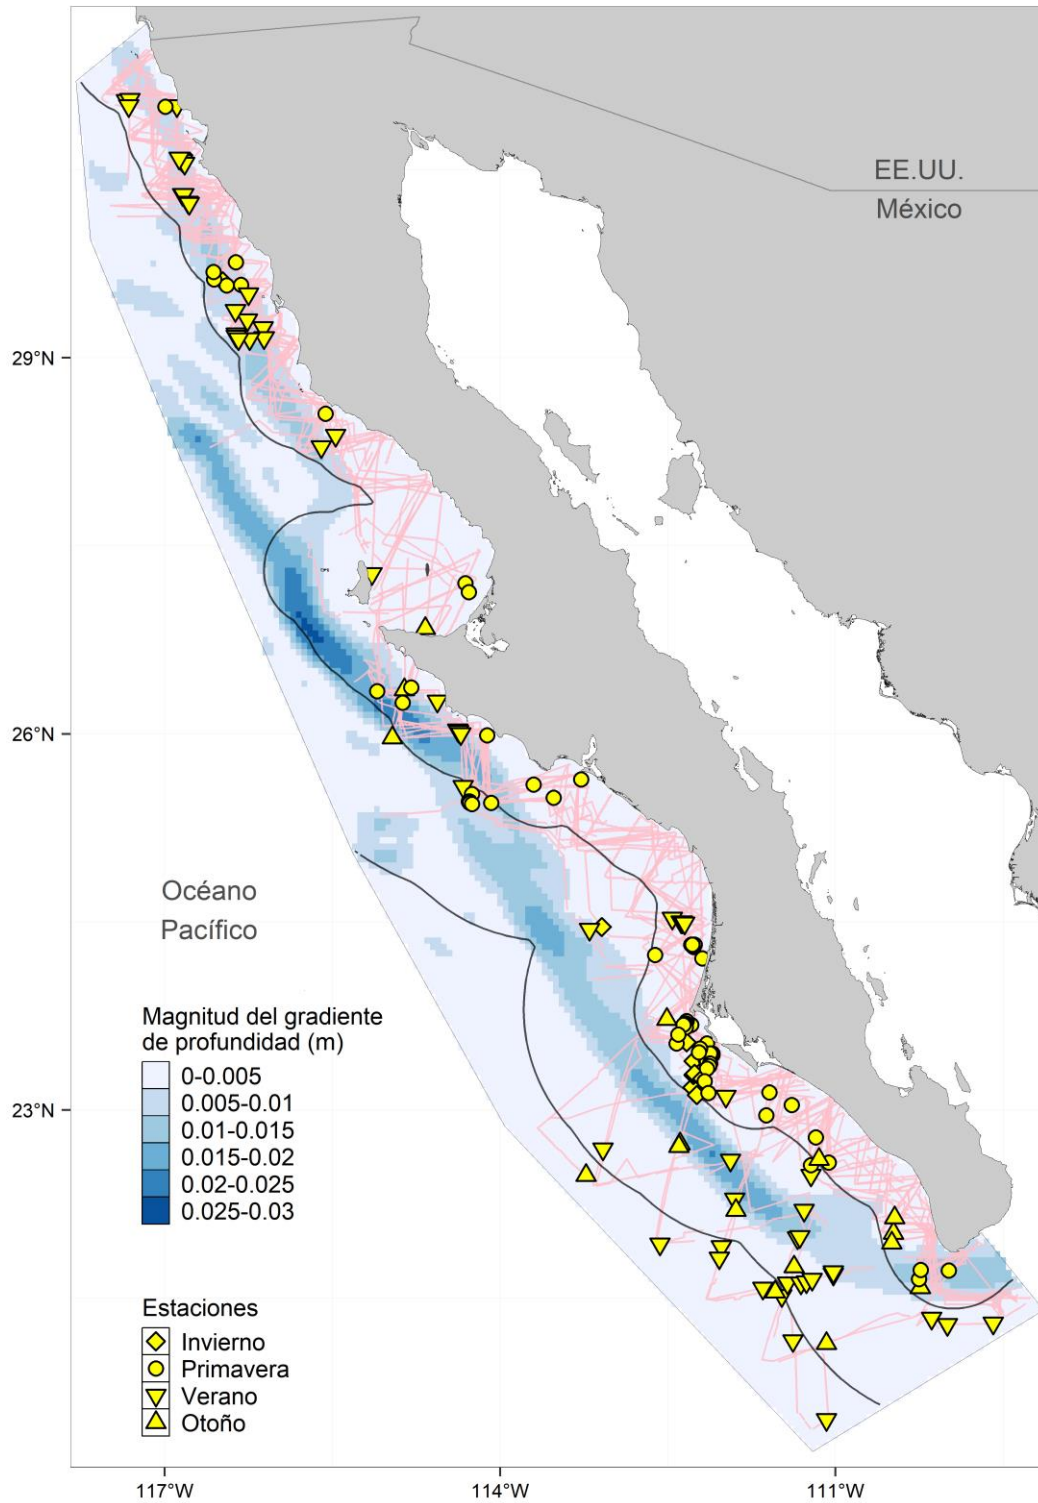 EE.UU.
México
29°N
26°N
Océano
Pacífico
Magnitud del gradiente
de profundidad (m)
0-0.005
0.005-0.01
0.01-0.015
0.015-0.02
0.02-0.025
0.025-0.03
23°N
Estaciones
Invierno
Primavera
Verano
Otoño
117°W
114°W
111°W